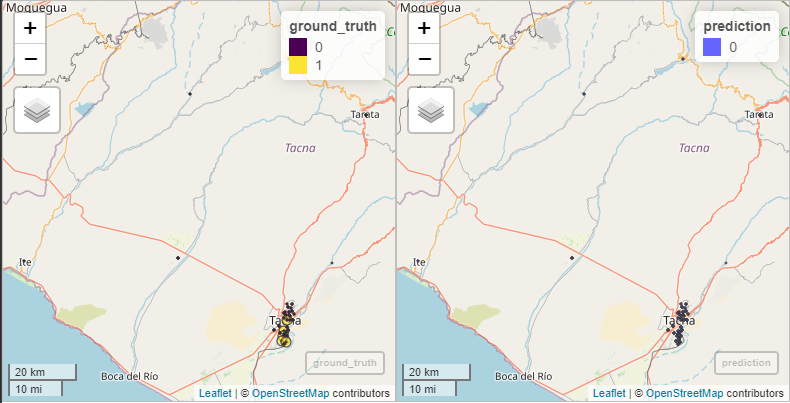 Moquegua
+
−
ground_truth
0
1
Tarata
Tacna
Ite
Tacna
ground_truth
20 km
10 mi
Boca del Río
Leaflet | © OpenStreetMap contributors
Moquegua
+
−
prediction
0
Tarata
Tacna
Ite
Tacna
prediction
20 km
10 mi
Boca del Río
Leaflet | © OpenStreetMap contributors